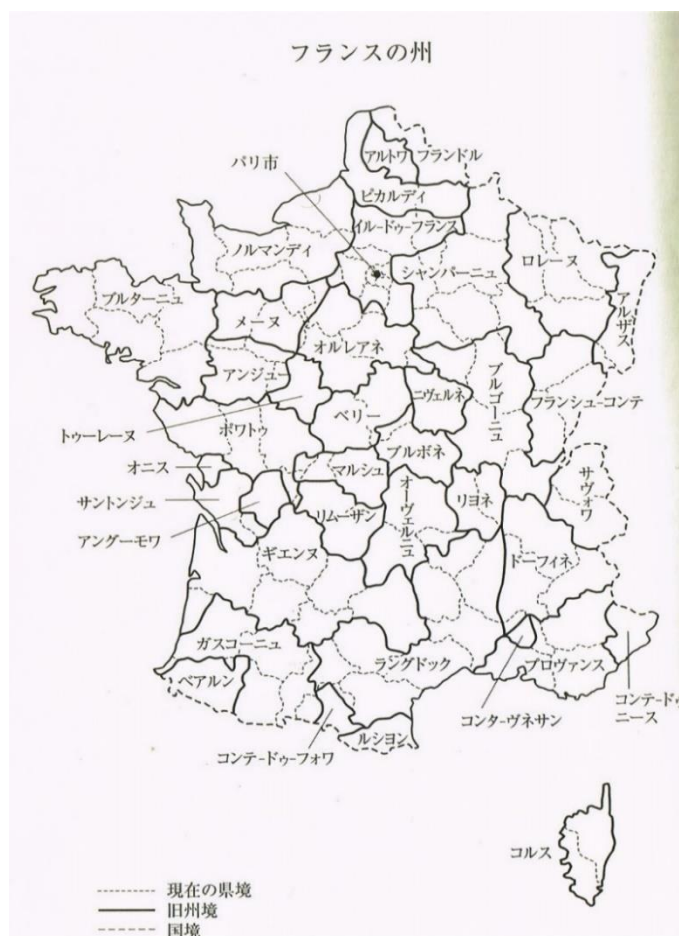 フランスの州
アルトワ
フランドル
パリ市
ピカルディ
イル-ドゥ-フランス
ノルマンディ
シャンパーニュ
ロレーヌ
アルザス
ブルターニュ
メーヌ
オルレアネ
アンジュー
ブルゴーニュ
ニヴェルネ
フランシュ-コンテ
ベリー
ポワトゥ
トゥーレーヌ
ブルボネ
オニス
マルシュ
サヴォワ
サントンジュ
オーヴェルニュ
リヨネ
リムーザン
アングーモワ
ギエンヌ
ドーフィネ
ガスコーニュ
ラングドック
プロヴァンス
ベアルン
コンテ-ドゥ
ニース
コンタ-ヴネサン
ルション
コンテ-ドゥ-フォワ
コルス
現在の県境
旧州境
国境